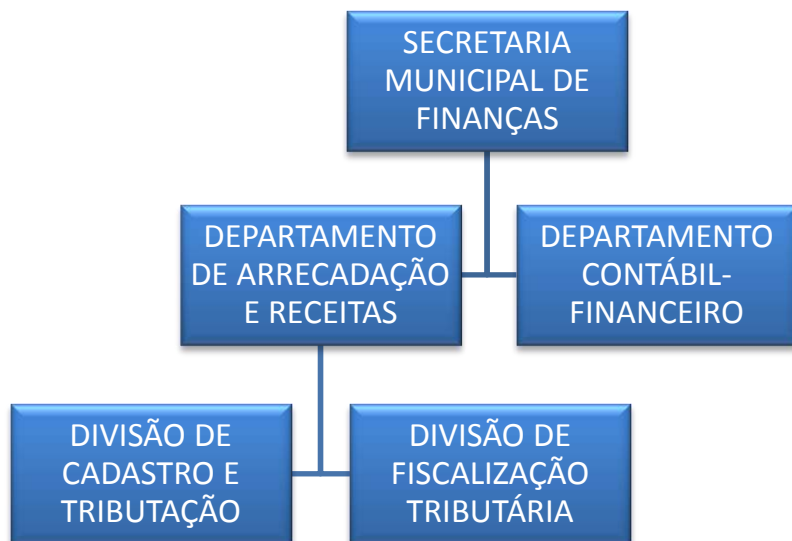 SECRETARIA
MUNICIPAL DE
FINANÇAS
DEPARTAMENTO
DE ARRECADAÇÃO
E RECEITAS
DEPARTAMENTO
CONTÁBIL-
FINANCEIRO
DIVISÃO DE
CADASTRO E
TRIBUTAÇÃO
DIVISÃO DE
FISCALIZAÇÃO
TRIBUTÁRIA